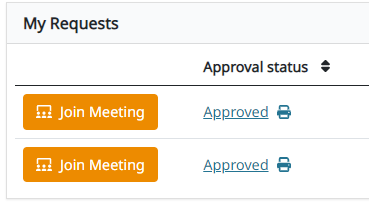 My Requests
Approval status
Join Meeting Approved
Join Meeting Approved